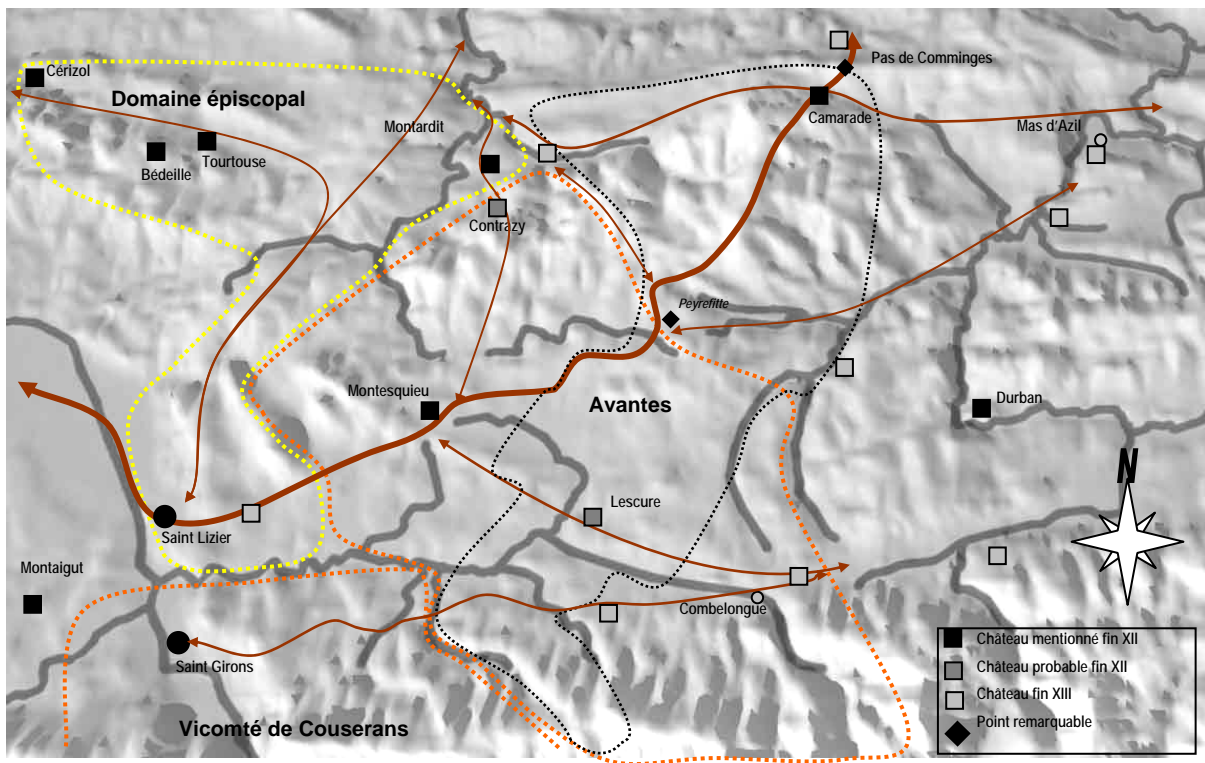 Pas de Comminges
Cérizol
Domaine épiscopal
Camarade
Montardit
Mas d'Azil
Tourtouse
Bédeille
Contrazy
Peyrefitte
Montesquieu
Avantes
Durban
N
Lescure
Saint Lizier
Montaigut
Combelongue
Saint Girons
Vicomté de Couserans
Château mentionné fin XII
Château probable fin XII
Château fin XIII
Point remarquable